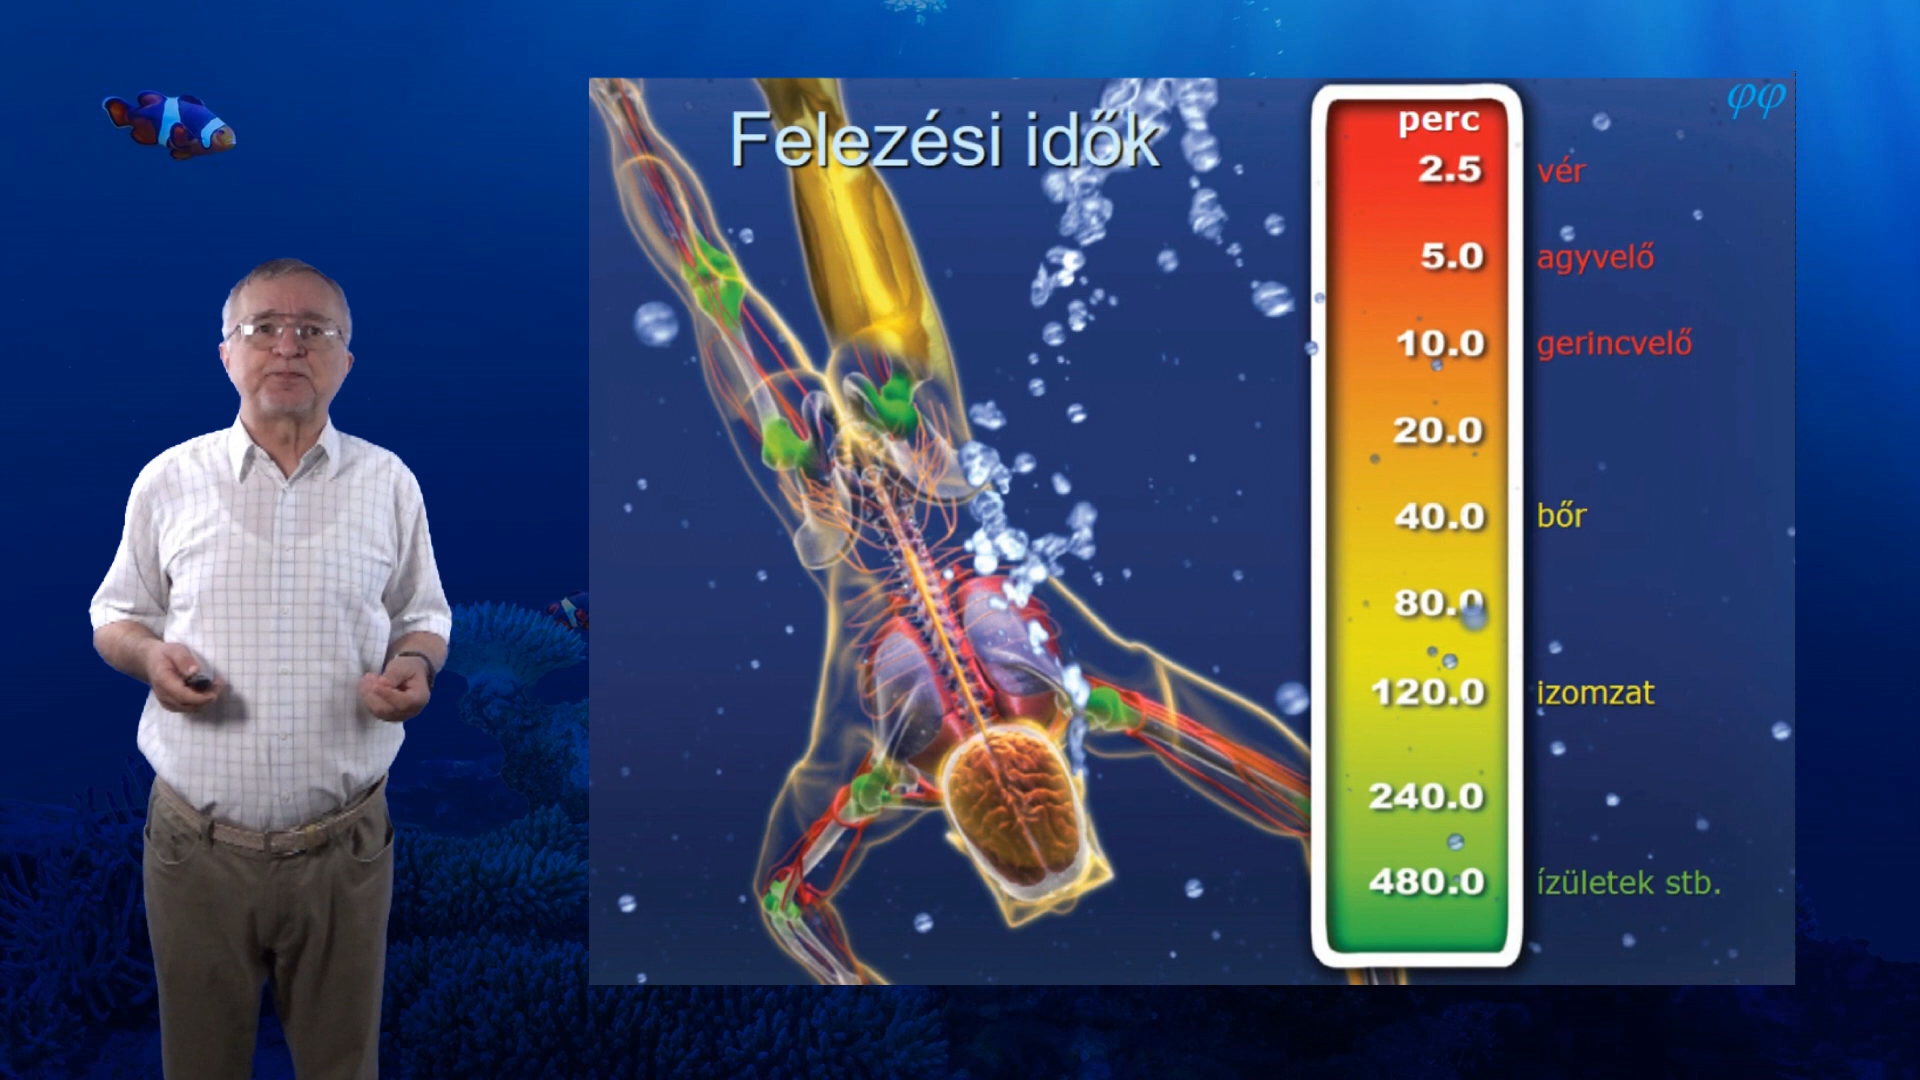 Felezési idők
φφ
perc
2.5 vér
5.0 agyvelő
10.0 gerincvelő
20.0
40.0 bőr
80.0
120.0 izomzat
240.0
480.0 ízületek stb.